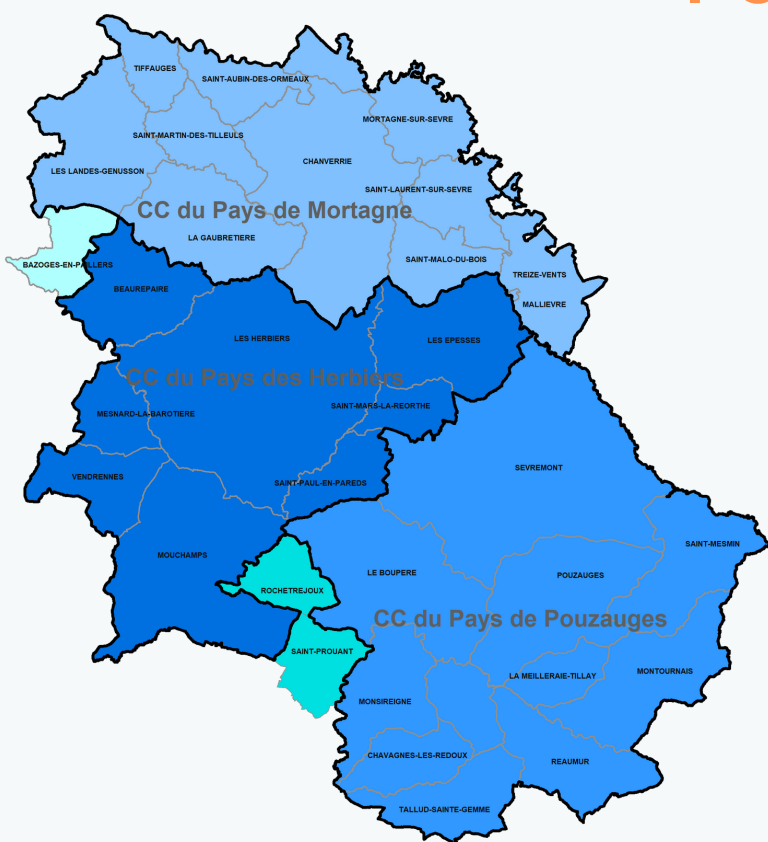 TIFFAUGES
SAINT-AUBIN-DES-ORMEAUX
MORTAGNE-SUR-SEVRE
SAINT-MARTIN-DES-TILLEULS
CHANVERRIE
LES LANDES-GENUSSON
SAINT-LAURENT-SUR-SEVRE
CC du Pays de Mortagne
LA GAUBRETIERE
SAINT-MALO-DU-BOIS
BAZOGES-EN-PAILLERS
TREIZE-VENTS
BEAUREPAIRE
MALLIEVRE
LES HERBIERS
LES EPESSES
CC du Pays des Herbiers
SAINT-MARS-LA-REORTHE
MESNARD-LA-BAROTIERE
SEVREMONT
VENDRENNES
SAINT-PAUL-EN-PAREDS
SAINT-MESMIN
MOUCHAMPS
LE BOUPERE
POUZAUGES
ROCHETREJOUX
CC du Pays de Pouzauges
SAINT-PROUANT
MONTOURNAIS
LA MEILLERAIE-TILLAY
MONSIREIGNE
CHAVAGNES-LES-REDOUX
REAUMUR
TALLUD-SAINTE-GEMME